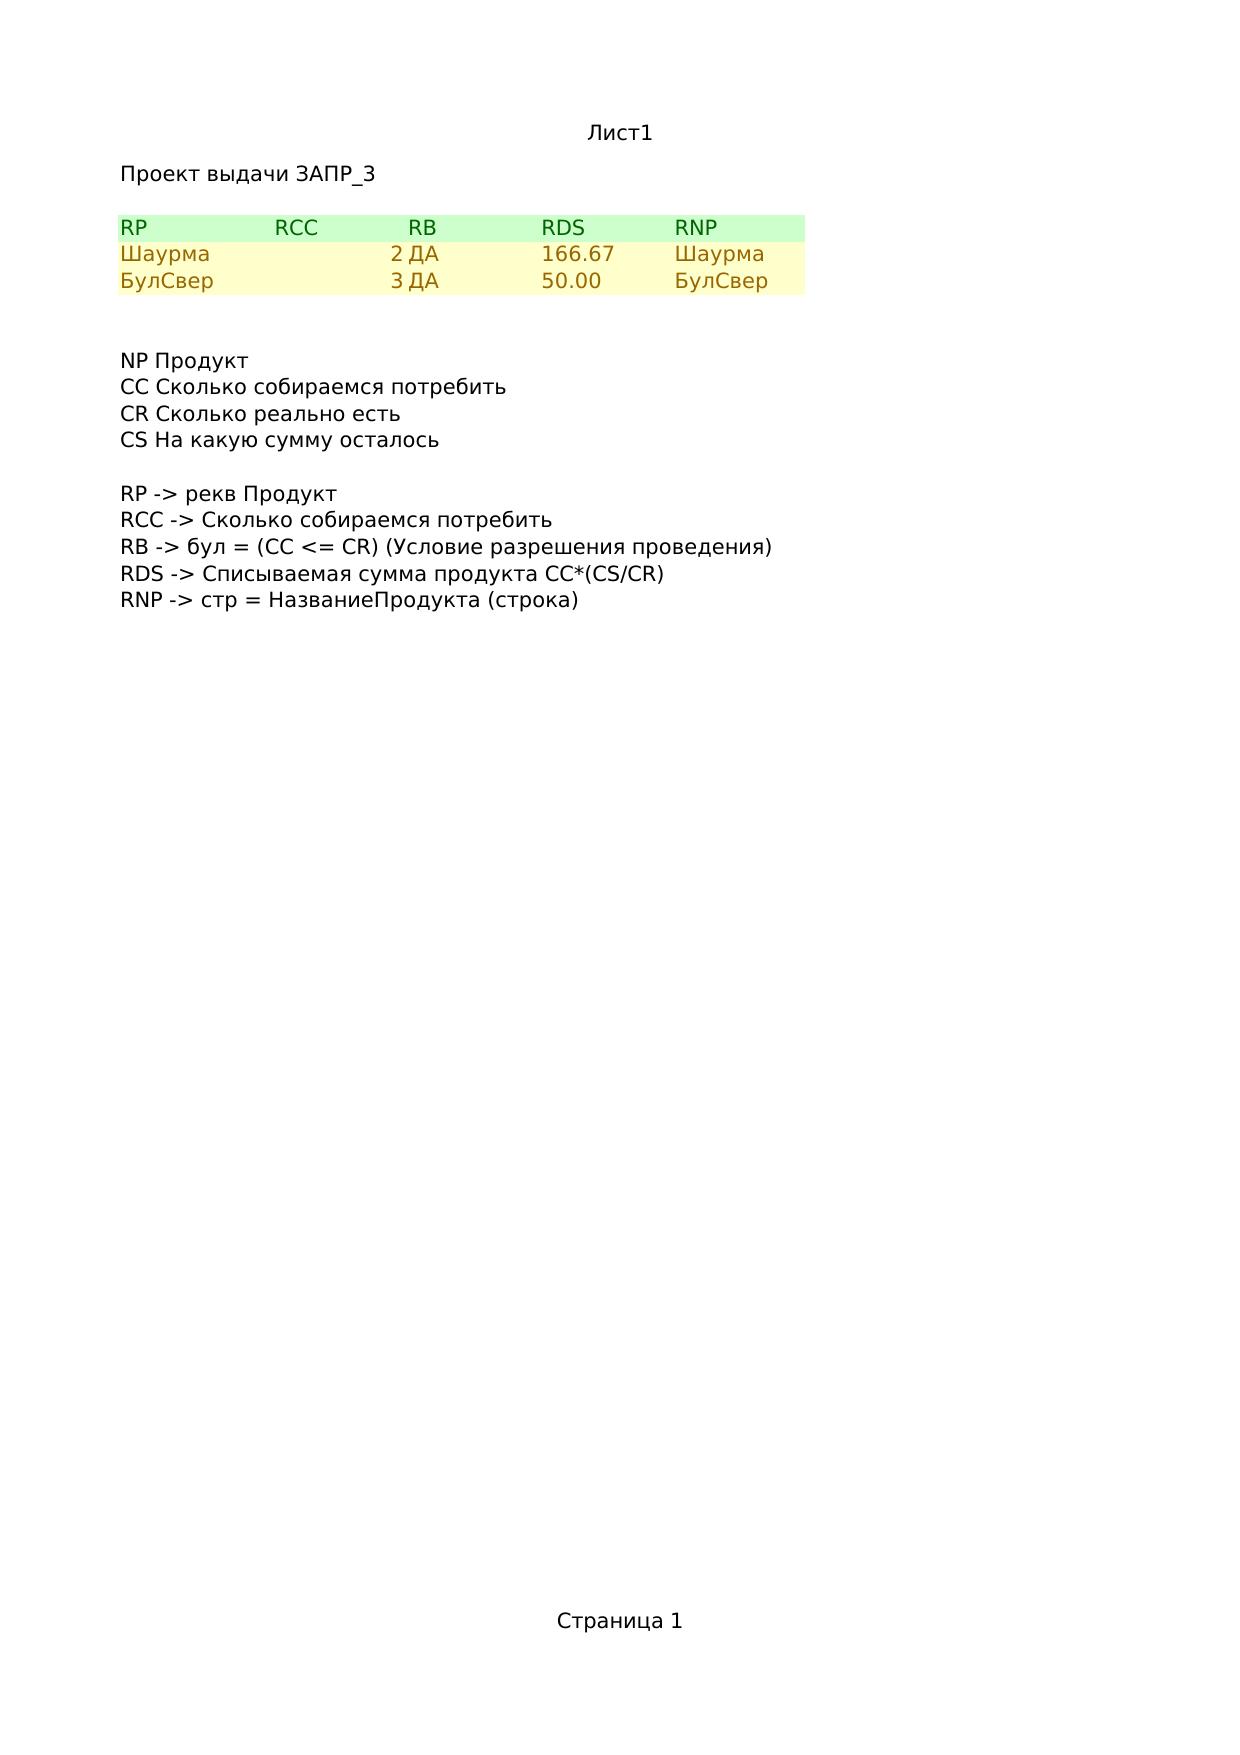 Лист1
Проект выдачи ЗАПР_3
RP RCC RB RDS RNP
Шаурма 2 ДА 166.67 Шаурма
БулСвер 3 ДА 50.00 БулСвер
NP Продукт
CC Сколько собираемся потребить
CR Сколько реально есть
CS На какую сумму осталось
RP -> рекв Продукт
RCC -> Сколько собираемся потребить
RB -> бул = (CC <= CR) (Условие разрешения проведения)
RDS -> Списываемая сумма продукта CC*(CS/CR)
RNP -> стр = НазваниеПродукта (строка)
Страница 1